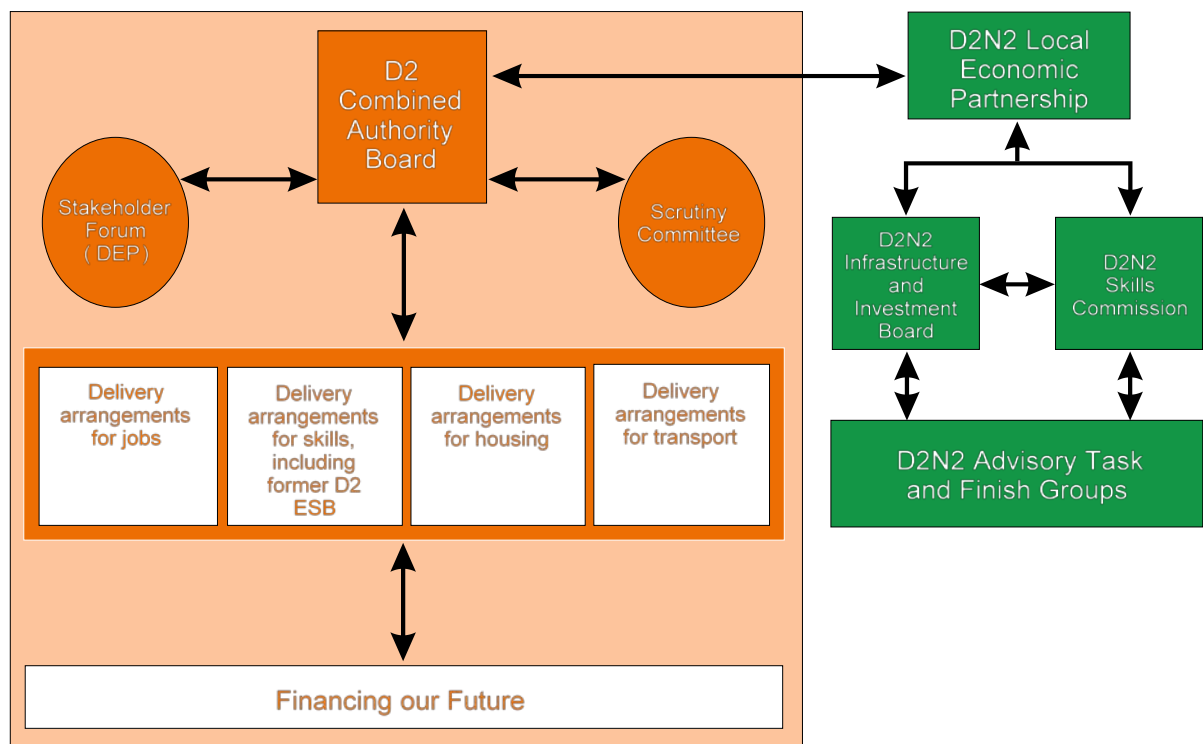 D2
Combined
Authority
Board
D2N2 Local
Economic
Partnership
Stakeholder
Forum
( DEP )
Scrutiny
Committee
D2N2
Infrastructure
and
Investment
Board
D2N2
Skills
Commission
Delivery
arrangements
for jobs
Delivery
arrangements
for skills,
including
former D2
ESB
Delivery
arrangements
for housing
Delivery
arrangements
for transport
D2N2 Advisory Task
and Finish Groups
Financing our Future